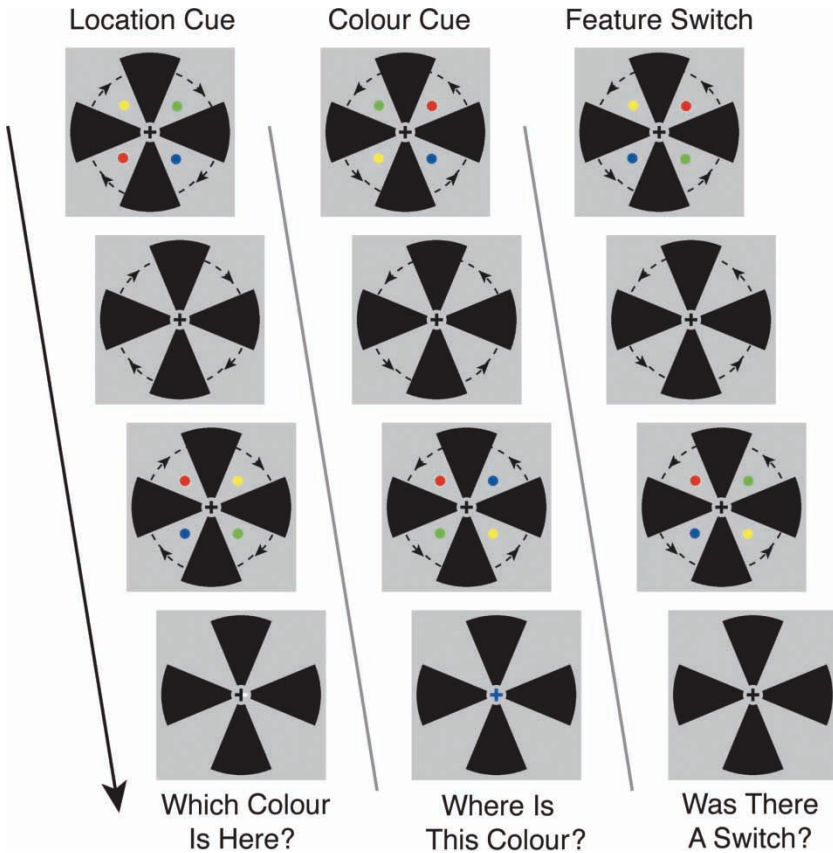 Location Cue
Colour Cue
Feature Switch
Which Colour
Is Here?
Where Is
This Colour?
Was There
A Switch?